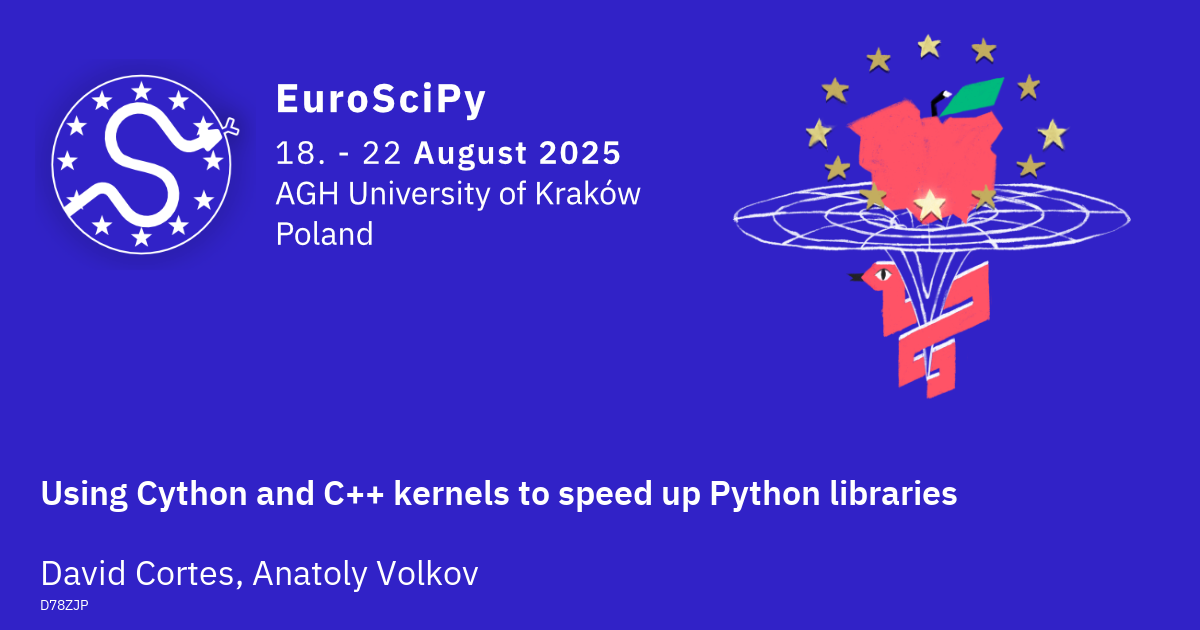 EuroSciPy
18. - 22 August 2025
AGH University of Kraków
Poland
Using Cython and C++ kernels to speed up Python libraries
David Cortes, Anatoly Volkov
D78ZJP